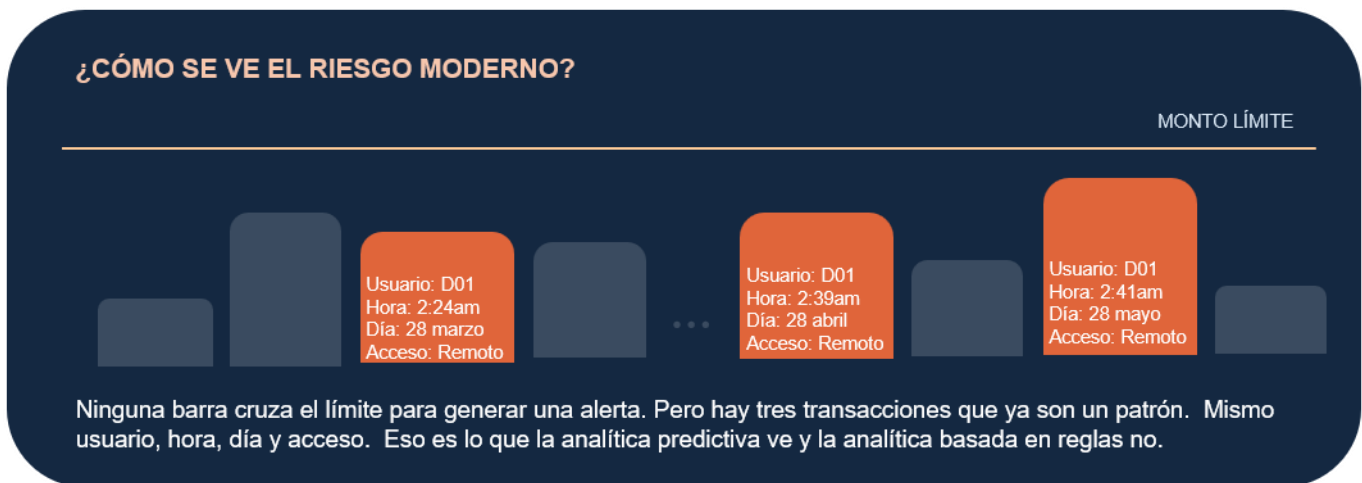 ¿CÓMO SE VE EL RIESGO MODERNO?
MONTO LÍMITE
Usuario: D01
Hora: 2:24am
Día: 28 marzo
Acceso: Remoto
...
Usuario: D01
Hora: 2:39am
Día: 28 abril
Acceso: Remoto
Usuario: D01
Hora: 2:41am
Día: 28 mayo
Acceso: Remoto
Ninguna barra cruza el límite para generar una alerta. Pero hay tres transacciones que ya son un patrón. Mismo
usuario, hora, día y acceso. Eso es lo que la analítica predictiva ve y la analítica basada en reglas no.